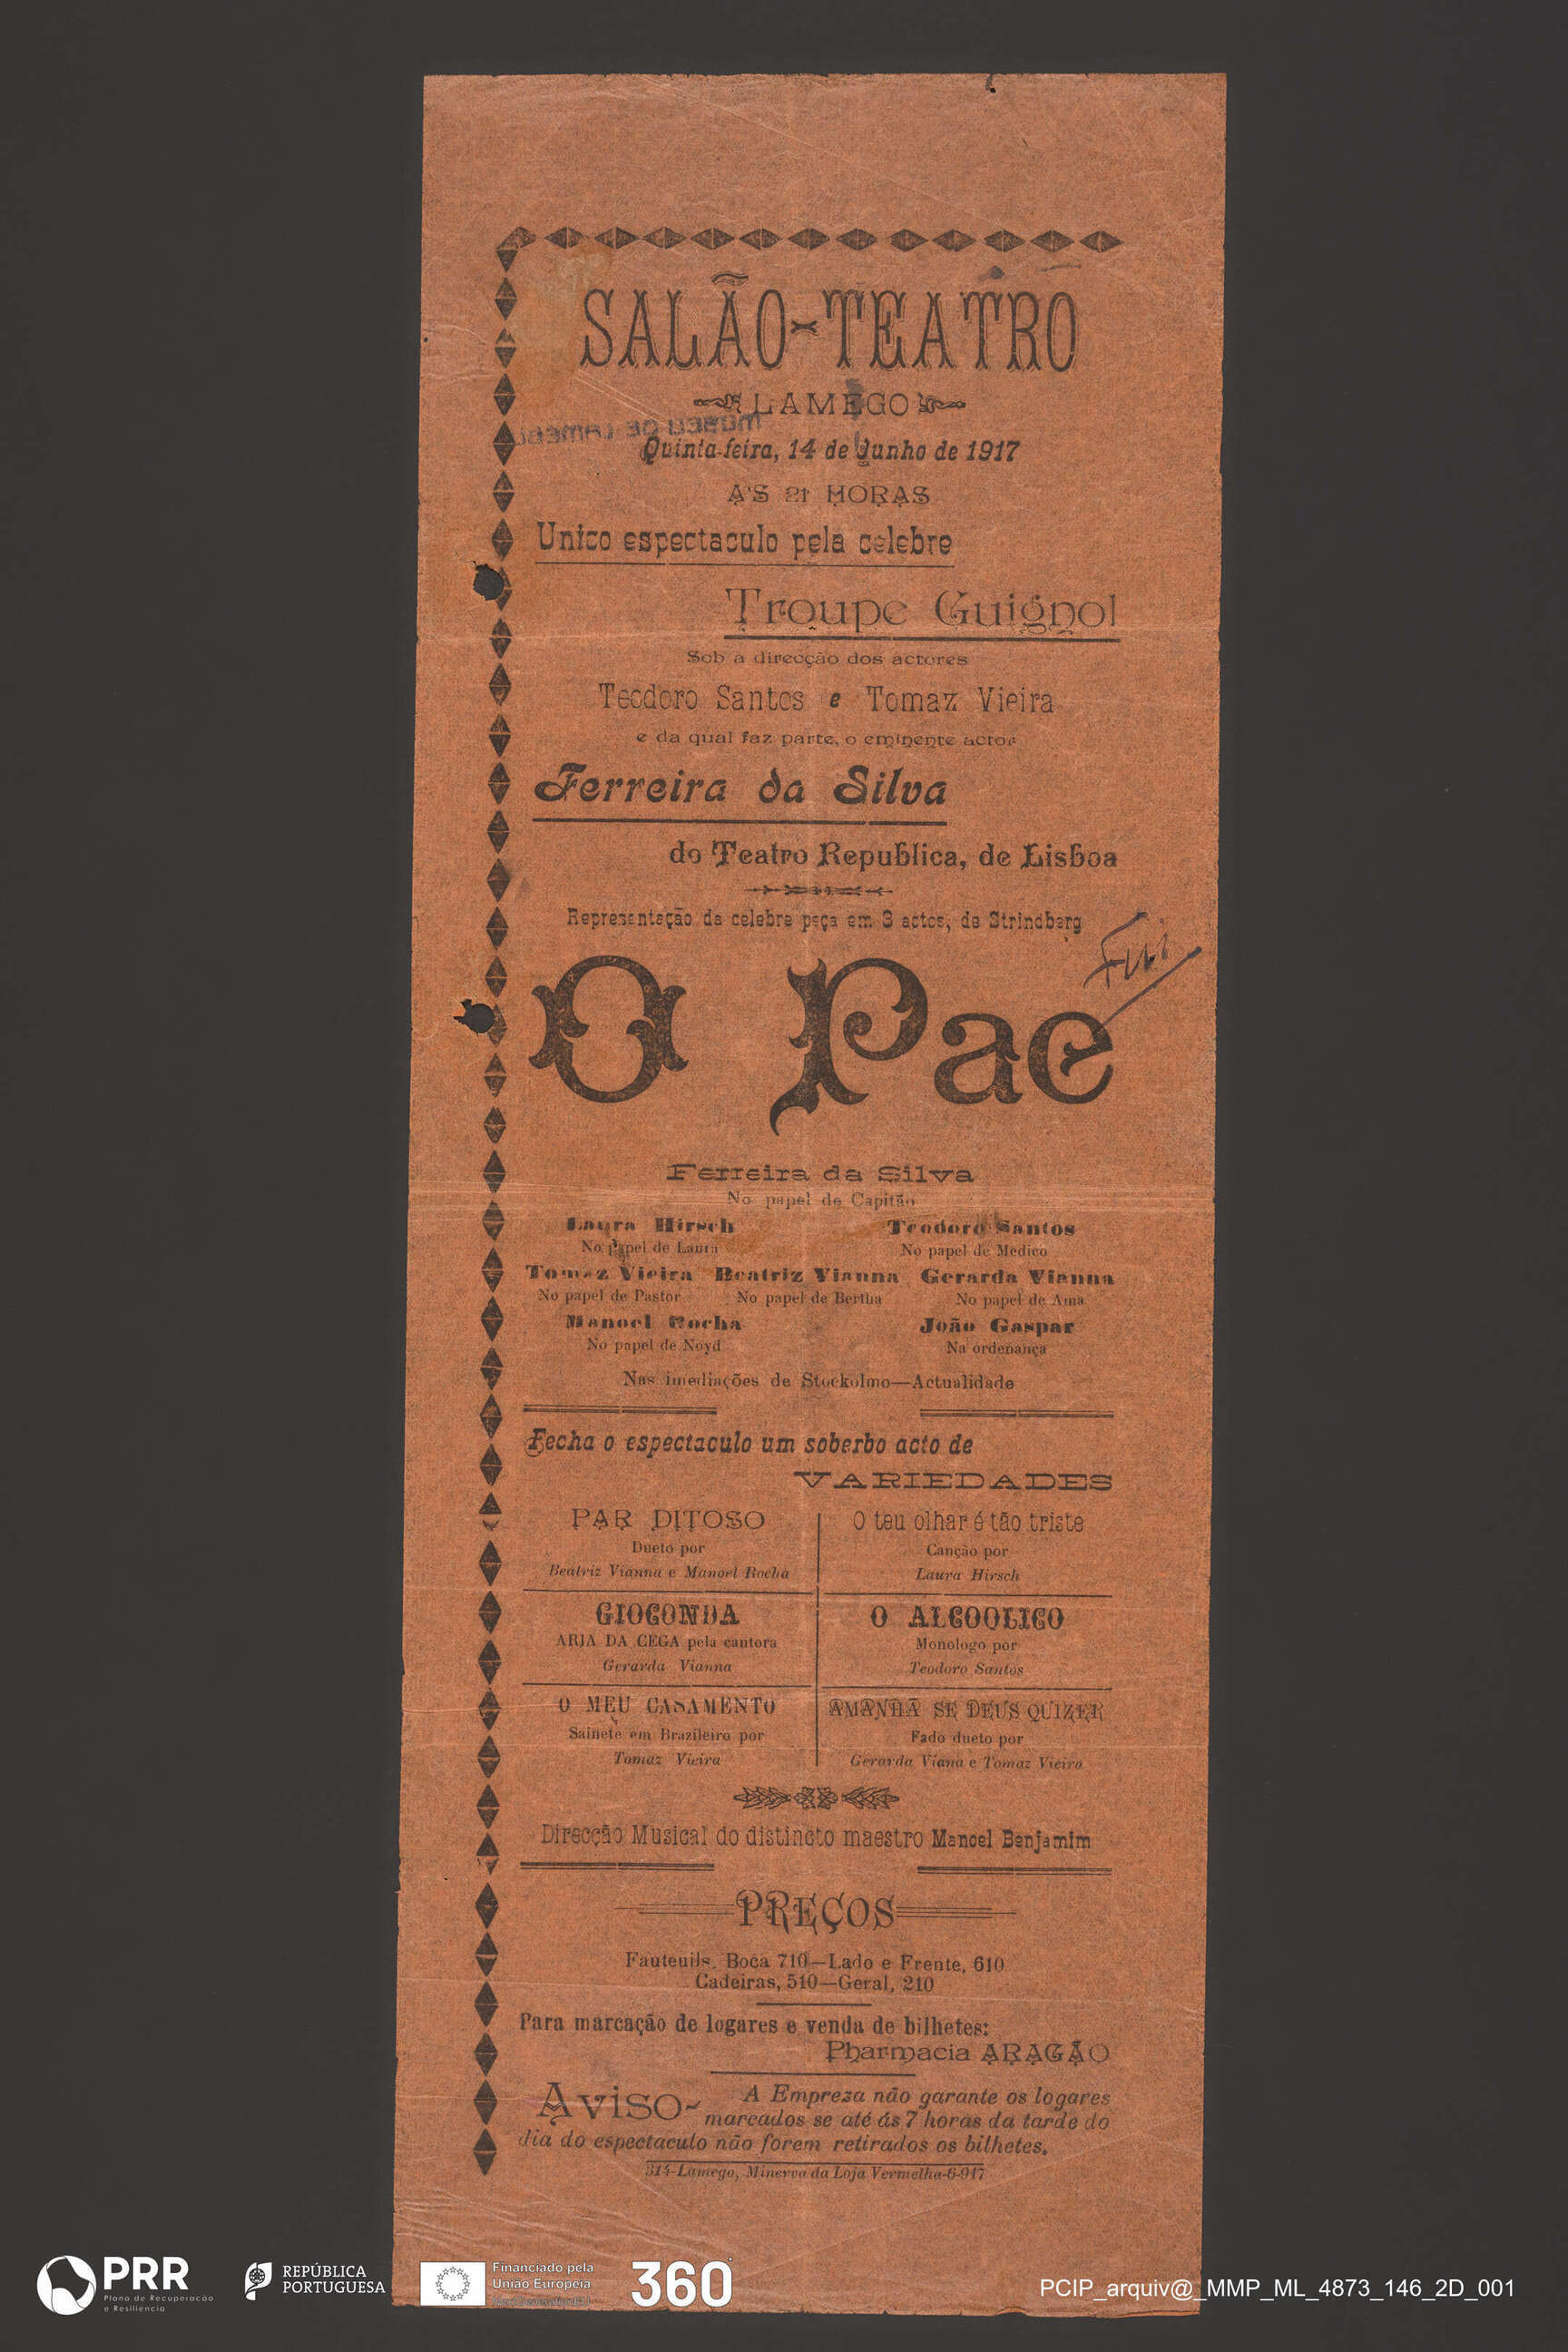 SALÃO-TEATRO
LAMEGO
MUSEU DE LAMEGO
Quinta-feira, 14 de Junho de 1917
A'S 21 HORAS
Unico espectaculo pela celebre
Troupe Guignol
Sob a direcção dos actores
Teodoro Santos e Tomaz Vieira
e da qual faz parte, o eminente actor
Ferreira da Silva
do Teatro Republica, de Lisboa
Representação da celebre peça em 3 actos, de Strindberg
Fui
O Pae
Ferreira da Silva
No papel de Capitão
Laura Hirsch Teodoro Santos
No papel de Laura No papel de Medico
Tomaz Vieira Beatriz Vianna Gerarda Vianna
No papel de Pastor No papel de Bertha No papel de Ama
Manoel Rocha João Gaspar
No papel de Noyd Na ordenança
Nas imediações de Stockolmo—Actualidade
Fecha o espectaculo um soberbo acto de
VARIEDADES
PAR DITOSO
Dueto por
Beatriz Vianna e Manoel Rocha
O teu olhar é tão triste
Canção por
Laura Hirsch
GIOCONDA
ARIA DA CEGA pela cantora
Gerarda Vianna
O ALCOOLICO
Monologo por
Teodoro Santos
O MEU CASAMENTO
Sainete em Brazileiro por
Tomaz Vieira
AMANHÃ SE DEUS QUIZER
Fado dueto por
Gerarda Viana e Tomaz Vieiro
Direcção Musical do distincto maestro Manoel Benjamim
PREÇOS
Fauteuils, Boca 710—Lado e Frente, 610
Cadeiras, 510—Geral, 210
Para marcação de logares e venda de bilhetes:
Pharmacia ARAGÃO
Aviso- A Empreza não garante os logares
marcados se até ás 7 horas da tarde do
dia do espectaculo não forem retirados os bilhetes.
314-Lamego, Minerva da Loja Vermelha-6-917
PRR
Plano de Recuperação
e Resiliência
REPÚBLICA
PORTUGUESA
Financiado pela
União Europeia
360
PCIP_arquiv@_MMP_ML_4873_146_2D_001